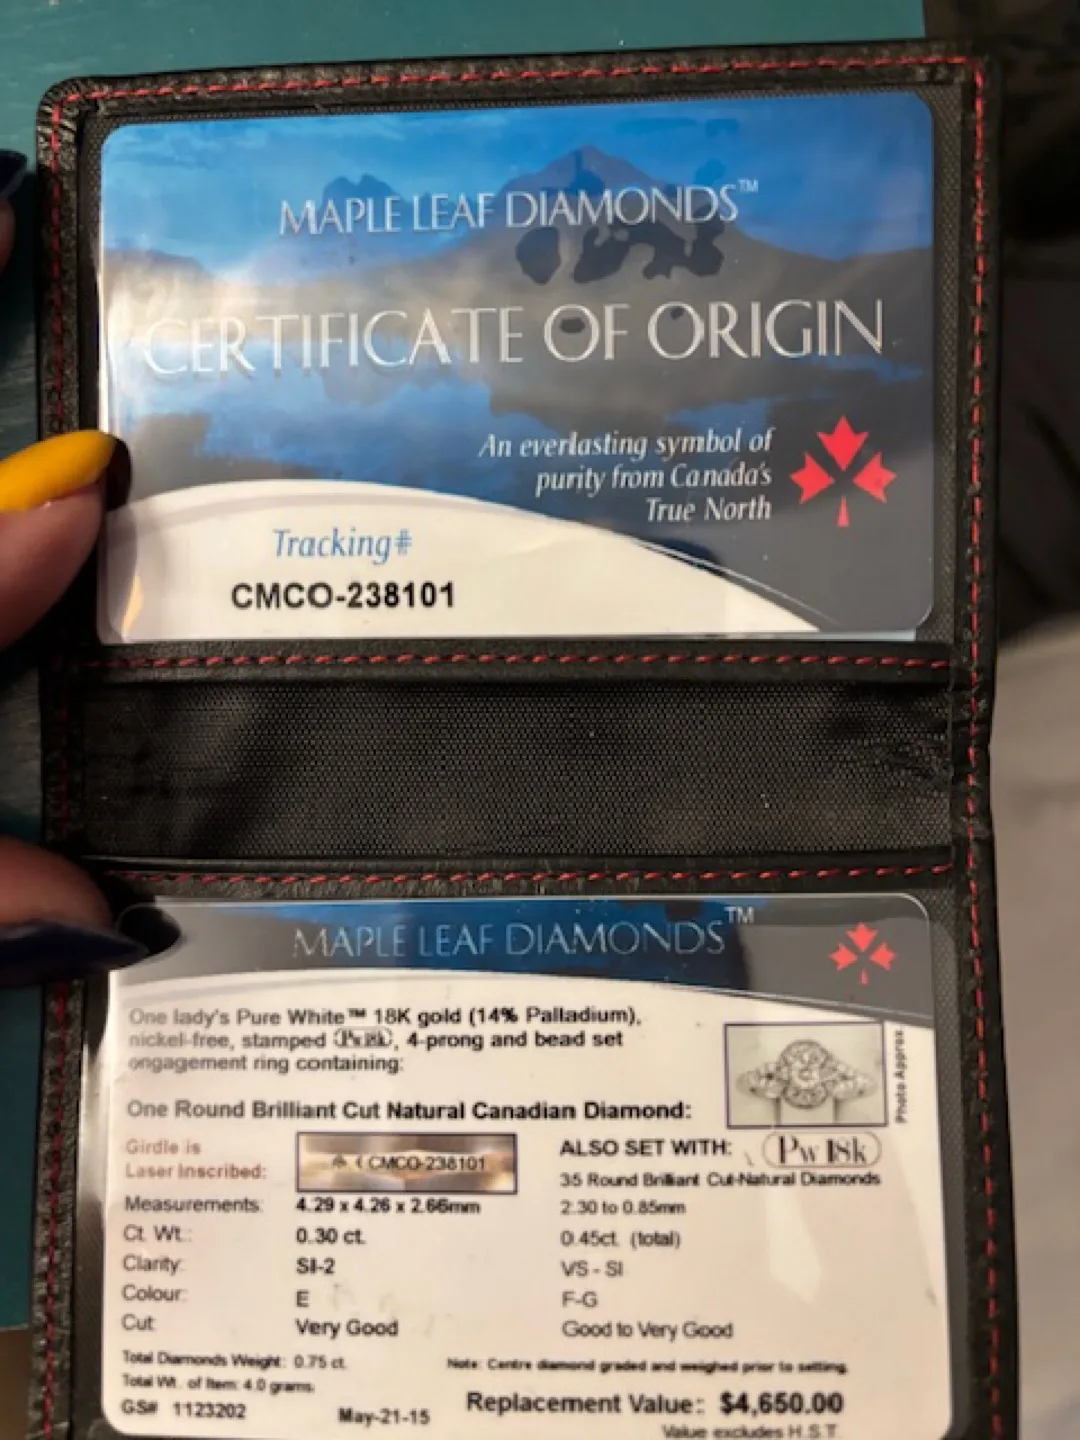 MAPLE LEAF DIAMONDS™
CERTIFICATE OF ORIGIN
An everlasting symbol of
purity from Canada's
True North
Tracking#
CMCO-238101
MAPLE LEAF DIAMONDS™
One lady's Pure White™ 18K gold (14% Palladium),
nickel-free, stamped Pw18k, 4-prong and bead set
engagement ring containing:
Photo Approx
One Round Brilliant Cut Natural Canadian Diamond:
Girdle is
Laser Inscribed:
CMCO-238101
Measurements: 4.29 x 4.26 x 2.66mm
Ct. Wt.: 0.30 ct.
Clarity: SI-2
Colour: E
Cut: Very Good
ALSO SET WITH: Pw 18k
35 Round Brilliant Cut-Natural Diamonds
2.30 to 0.85mm
0.45ct. (total)
VS - SI
F-G
Good to Very Good
Total Diamonds Weight: 0.75 ct.
Total Wt. of Item: 4.0 grams.
GS# 1123202
May-21-15
Note: Centre diamond graded and weighed prior to setting.
Replacement Value: $4,650.00
Value excludes H.S.T.